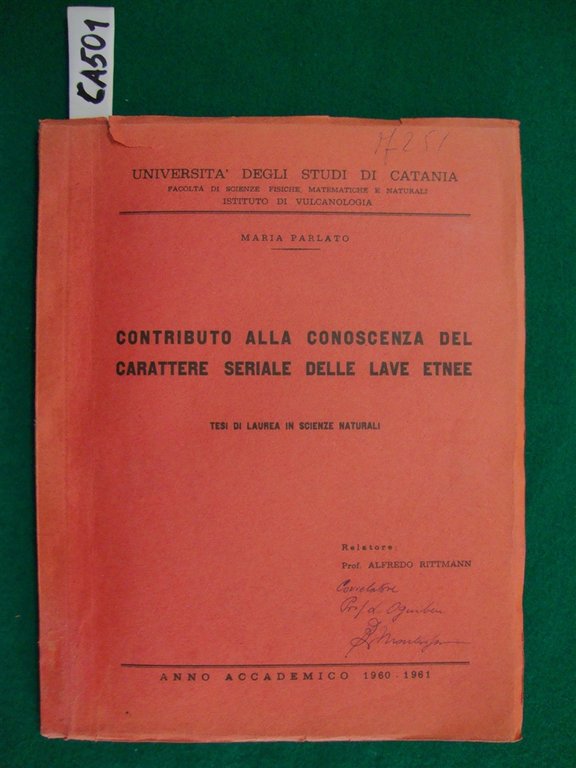 CA501
UNIVERSITA' DEGLI STUDI DI CATANIA
FACOLTÀ DI SCIENZE FISICHE, MATEMATICHE E NATURALI
ISTITUTO DI VULCANOLOGIA
MARIA PARLATO
CONTRIBUTO ALLA CONOSCENZA DEL
CARATTERE SERIALE DELLE LAVE ETNEE
TESI DI LAUREA IN SCIENZE NATURALI
Relatore:
Prof. ALFREDO RITTMANN
Correlatore
Prof L Ogniben
ANNO ACCADEMICO 1960 - 1961